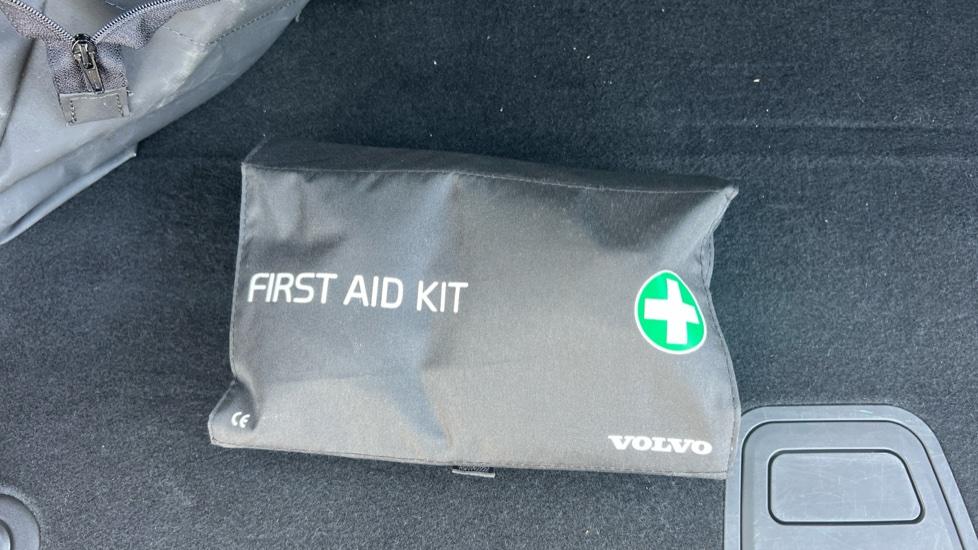 FIRST AID KIT
CE
VOLVO